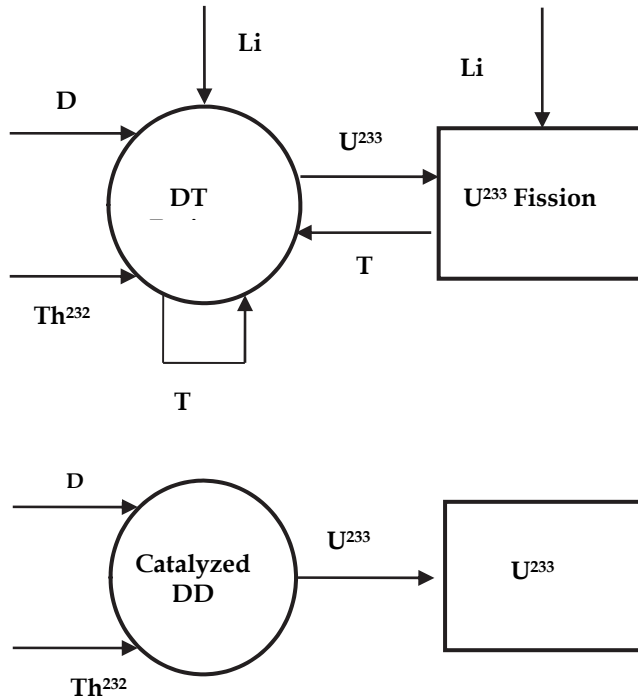 Li
Li
D
U²³³
DT
U²³³ Fission
T
Th²³²
T
D
U²³³
Catalyzed
DD
U²³³
Th²³²